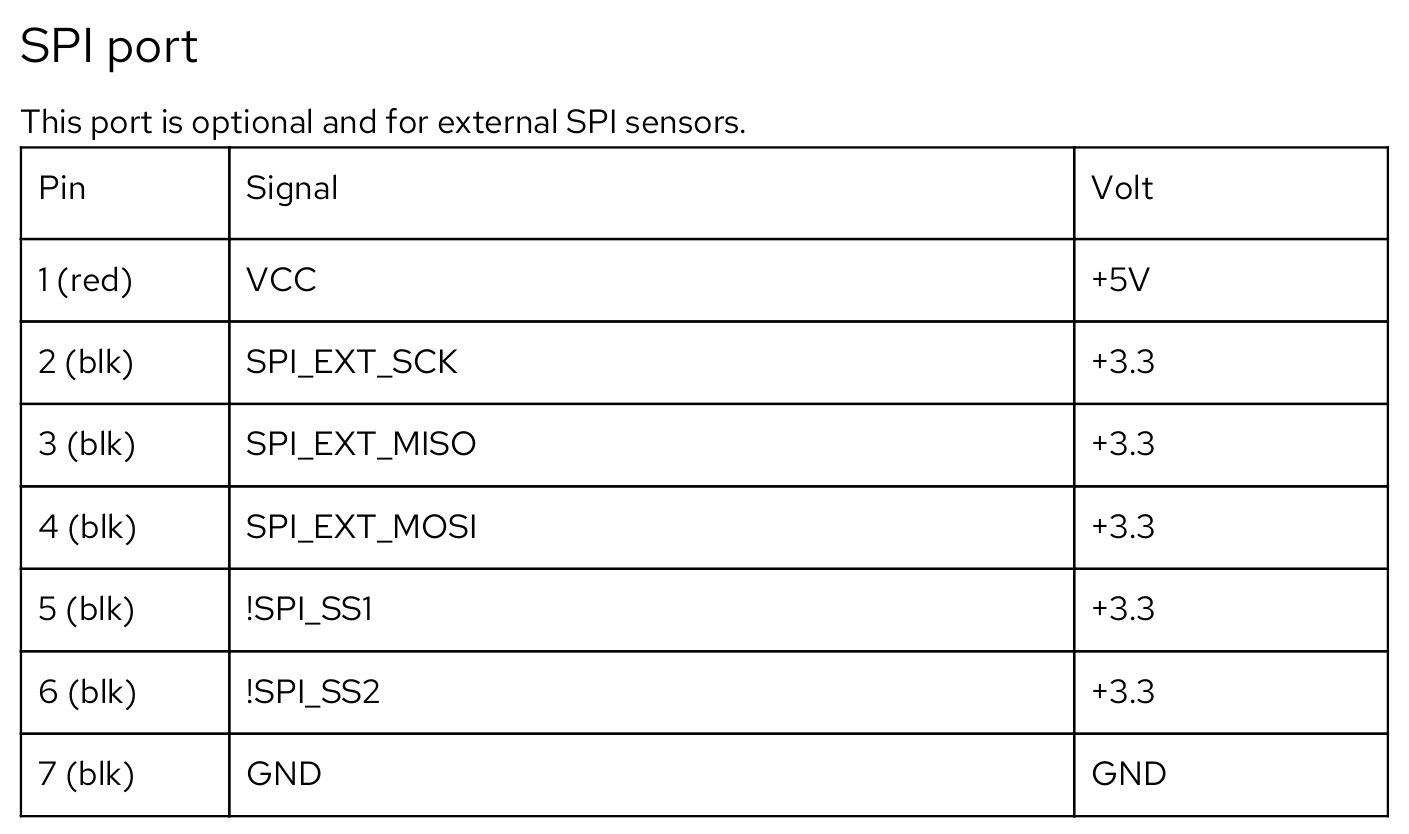 SPI port
This port is optional and for external SPI sensors.
Pin Signal Volt
1 (red) VCC +5V
2 (blk) SPI_EXT_SCK +3.3
3 (blk) SPI_EXT_MISO +3.3
4 (blk) SPI_EXT_MOSI +3.3
5 (blk) !SPI_SS1 +3.3
6 (blk) !SPI_SS2 +3.3
7 (blk) GND GND